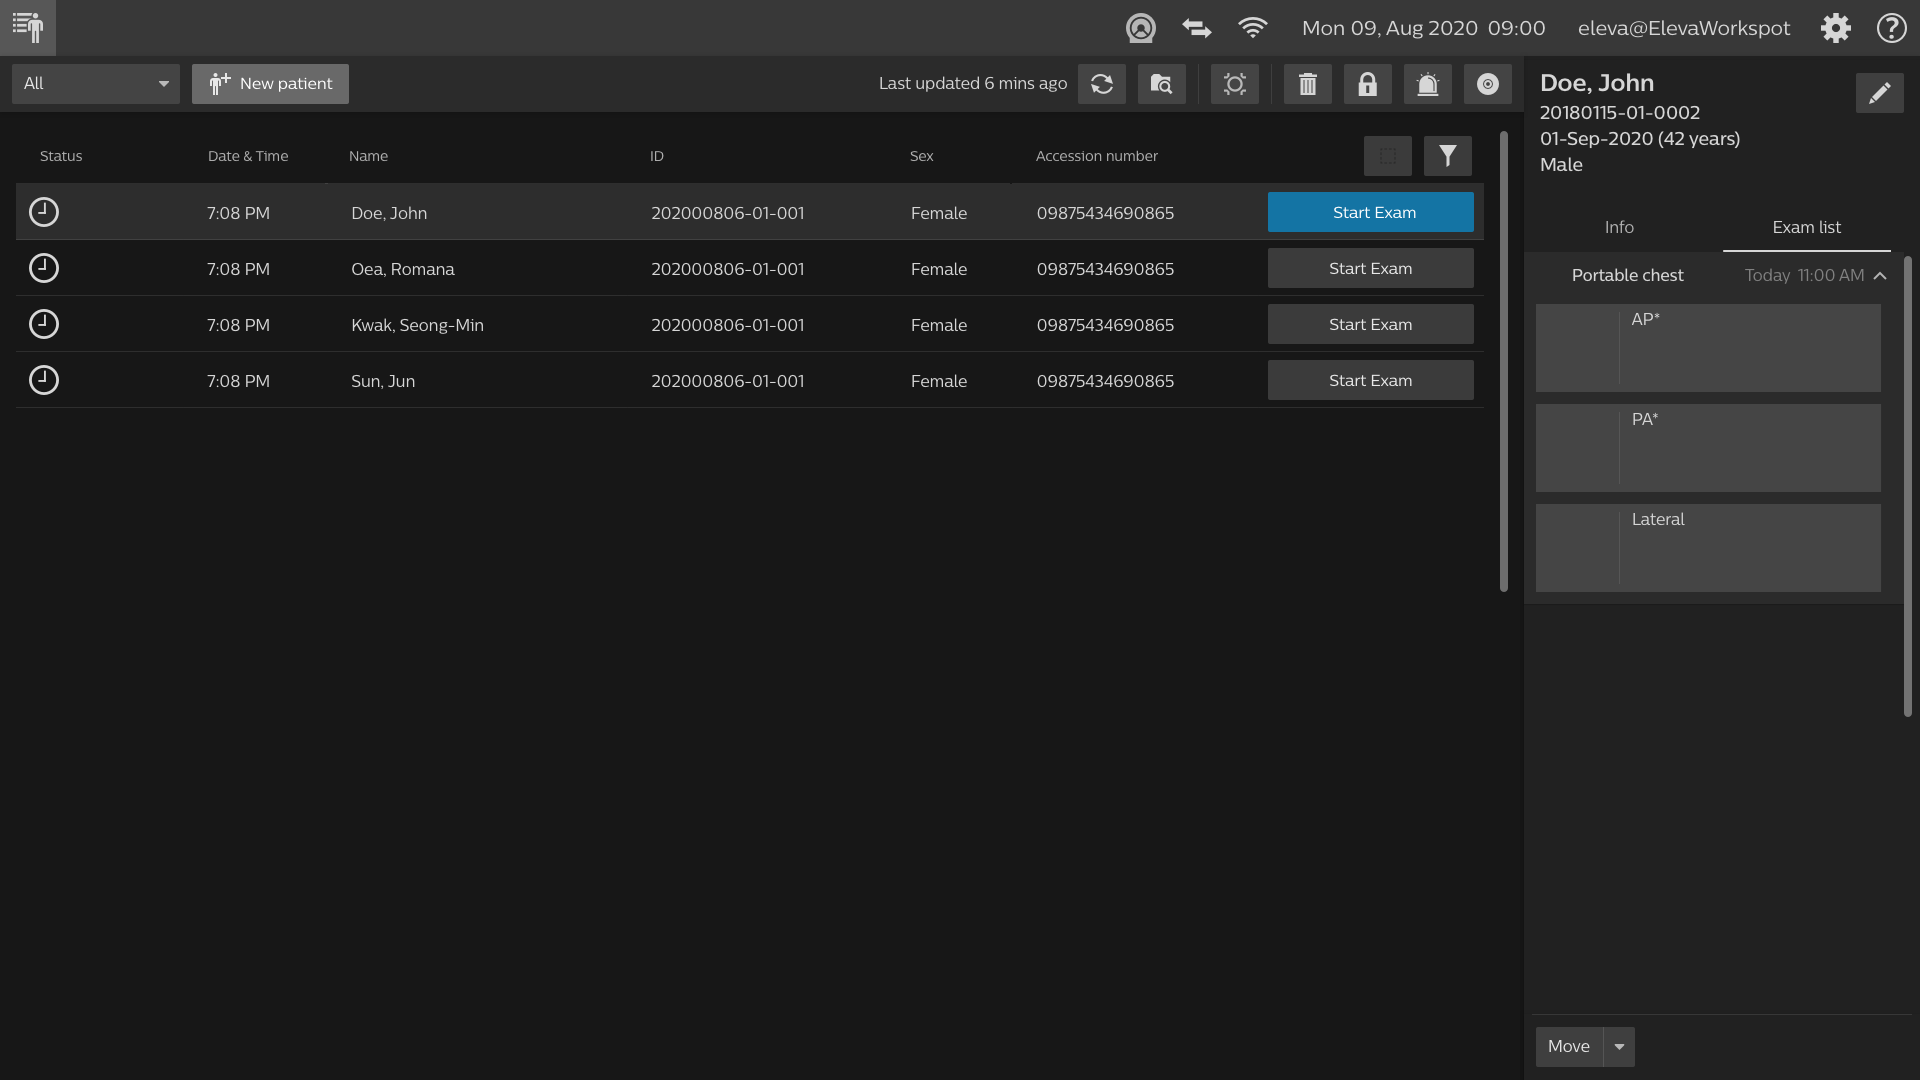 Mon 09, Aug 2020 09:00 eleva@ElevaWorkspot
All New patient Last updated 6 mins ago
Status Date & Time Name ID Sex Accession number
7:08 PM Doe, John 202000806-01-001 Female 09875434690865 Start Exam
7:08 PM Oea, Romana 202000806-01-001 Female 09875434690865 Start Exam
7:08 PM Kwak, Seong-Min 202000806-01-001 Female 09875434690865 Start Exam
7:08 PM Sun, Jun 202000806-01-001 Female 09875434690865 Start Exam
Doe, John
20180115-01-0002
01-Sep-2020 (42 years)
Male
Info Exam list
Portable chest Today 11:00 AM
AP*
PA*
Lateral
Move